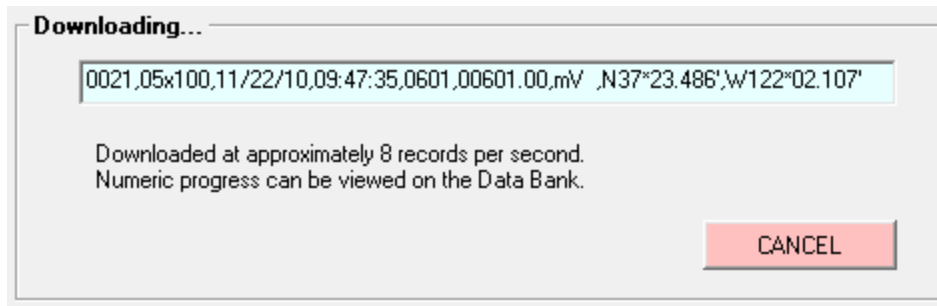 Downloading...
0021,05x100,11/22/10,09:47:35,0601,00601.00,mV  ,N37*23.486',W122*02.107'
Downloaded at approximately 8 records per second.
Numeric progress can be viewed on the Data Bank.
CANCEL